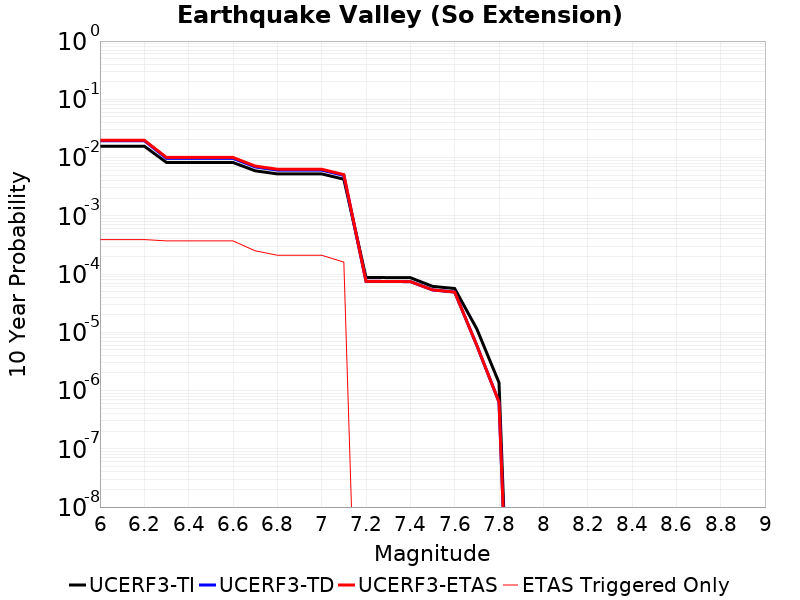 Earthquake Valley (So Extension)
10^0
10^-1
10^-2
10^-3
10^-4
10^-5
10^-6
10^-7
10^-8
10 Year Probability
6 6.2 6.4 6.6 6.8 7 7.2 7.4 7.6 7.8 8 8.2 8.4 8.6 8.8 9
Magnitude
UCERF3-TI UCERF3-TD UCERF3-ETAS ETAS Triggered Only